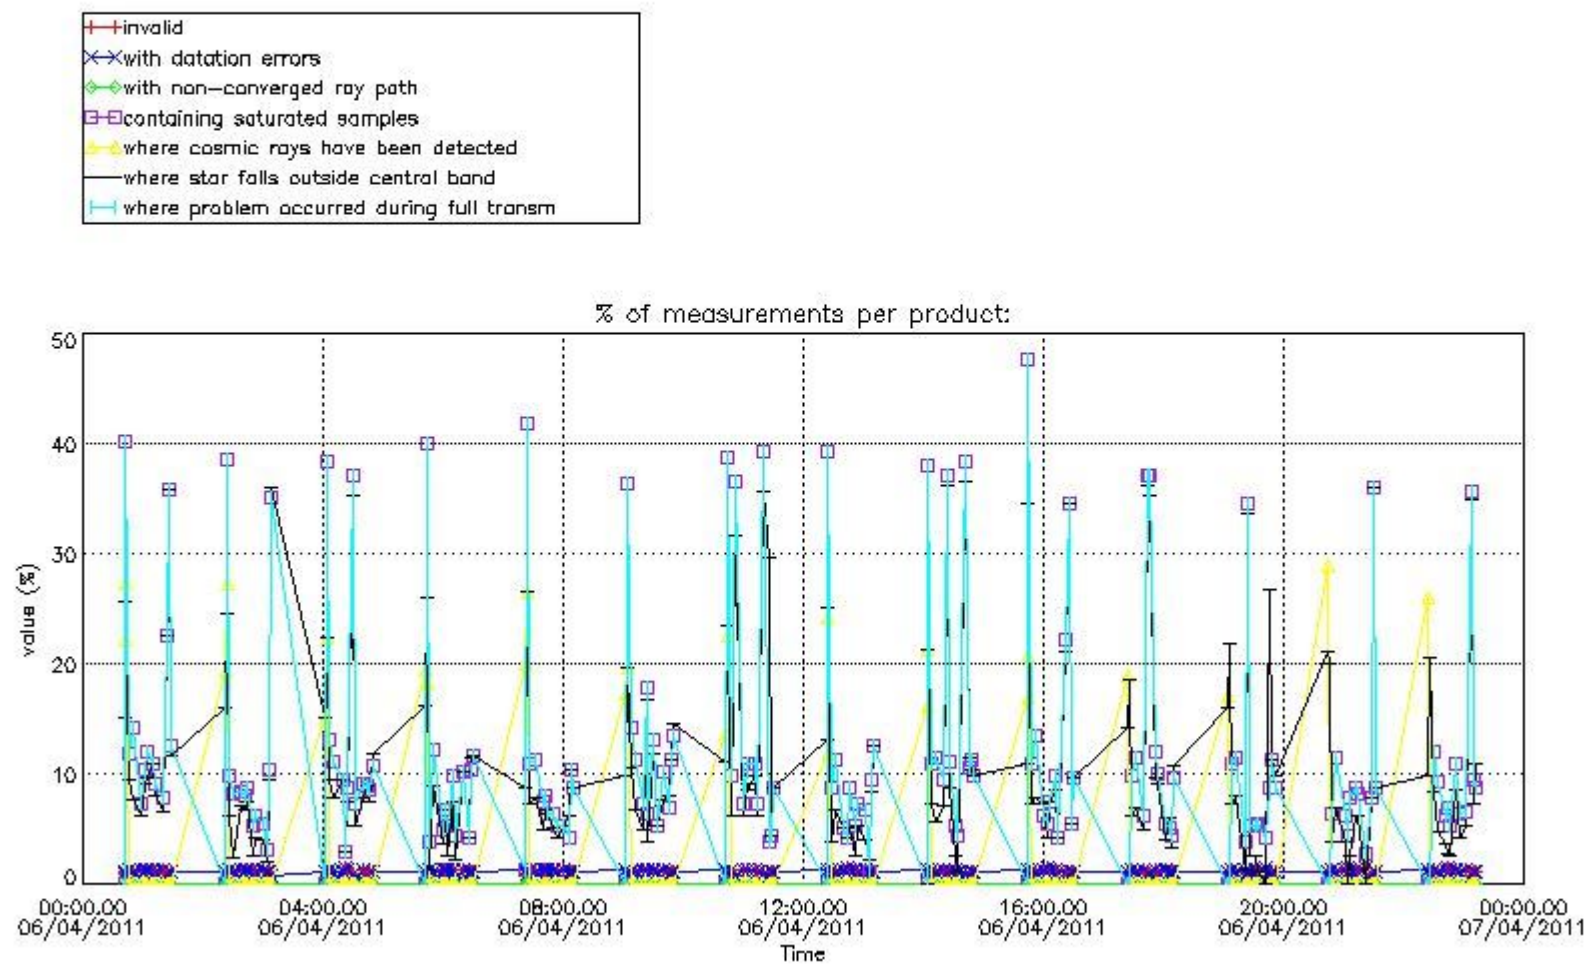 invalid
with datation errors
with non-converged ray path
containing saturated samples
where cosmic rays have been detected
where star falls outside central band
where problem occurred during full transm
% of measurements per product:
50
40
30
20
10
0
value (%)
00:00:00 04:00:00 08:00:00 12:00:00 16:00:00 20:00:00 00:00:00
06/04/2011 06/04/2011 06/04/2011 06/04/2011 06/04/2011 06/04/2011 07/04/2011
Time